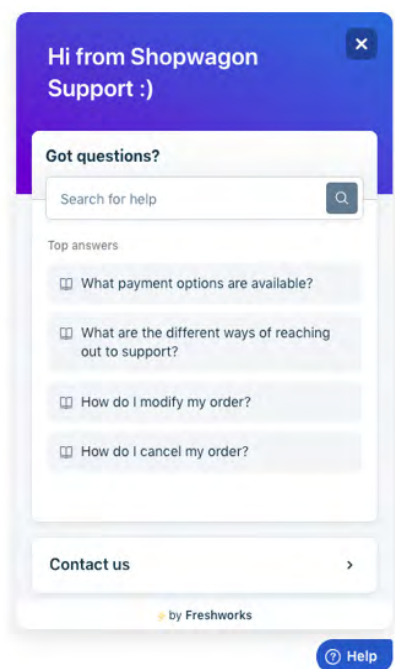 Hi from Shopwagon
Support :)
Got questions?
Search for help
Top answers
What payment options are available?
What are the different ways of reaching
out to support?
How do I modify my order?
How do I cancel my order?
Contact us
by Freshworks
Help